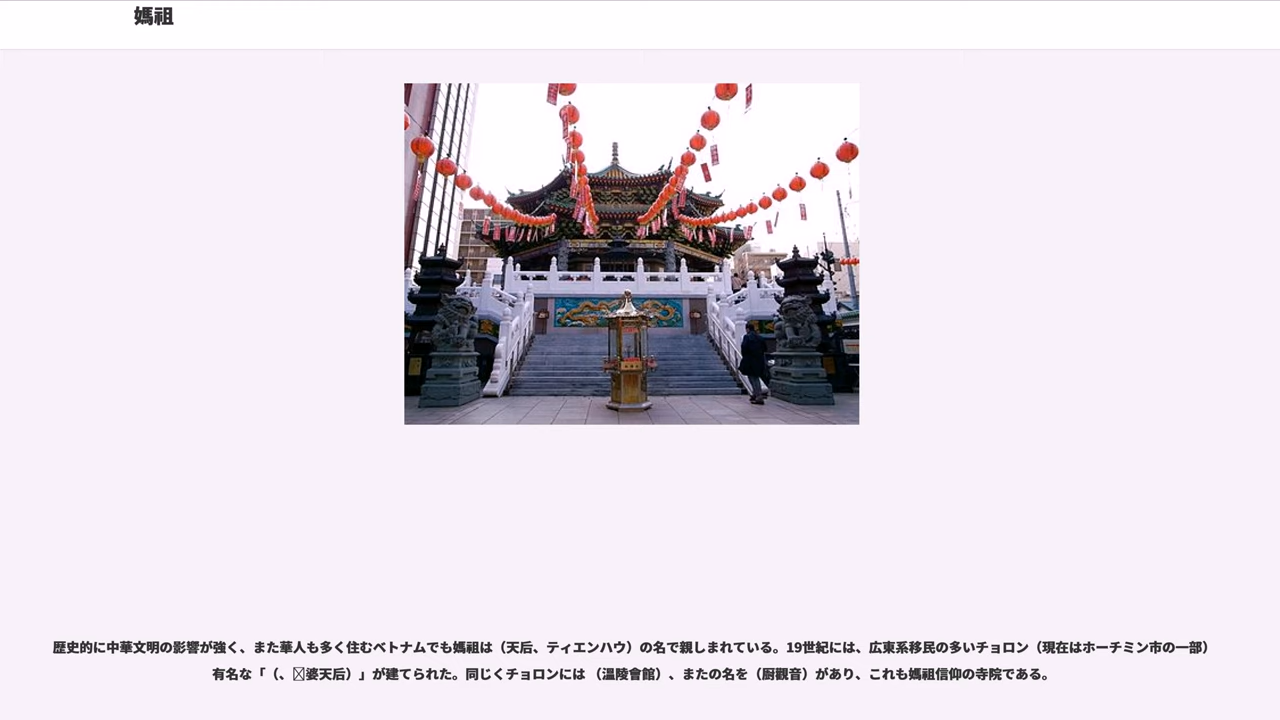 媽祖
歴史的に中華文明の影響が強く、また華人も多く住むベトナムでも媽祖は（天后、ティエンハウ）の名で親しまれている。19世紀には、広東系移民の多いチョロン（現在はホーチミン市の一部）
有名な「（、婆天后）」が建てられた。同じくチョロンには （溫陵會館）、またの名を（廚觀音）があり、これも媽祖信仰の寺院である。